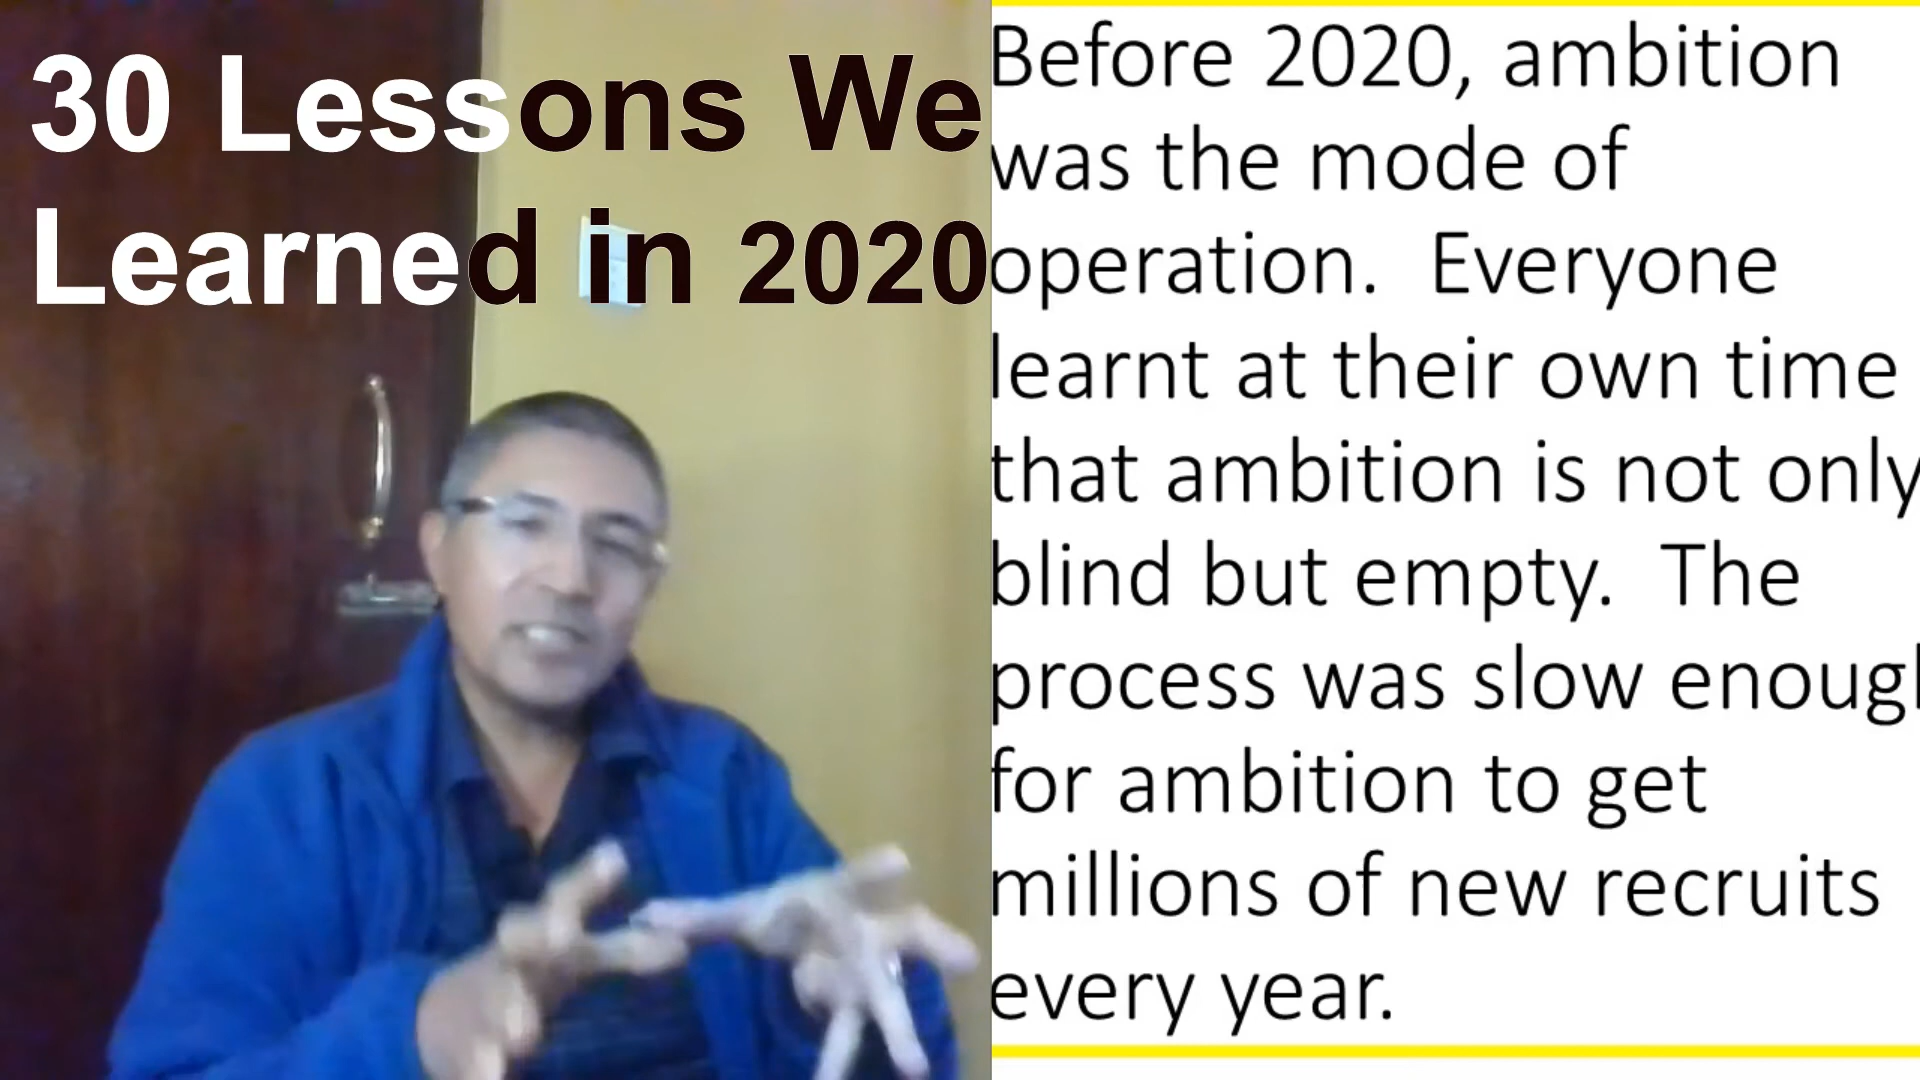 30 Lessons We
Learned in 2020
Before 2020, ambition
was the mode of
operation. Everyone
learnt at their own time
that ambition is not only
blind but empty. The
process was slow enough
for ambition to get
millions of new recruits
every year.